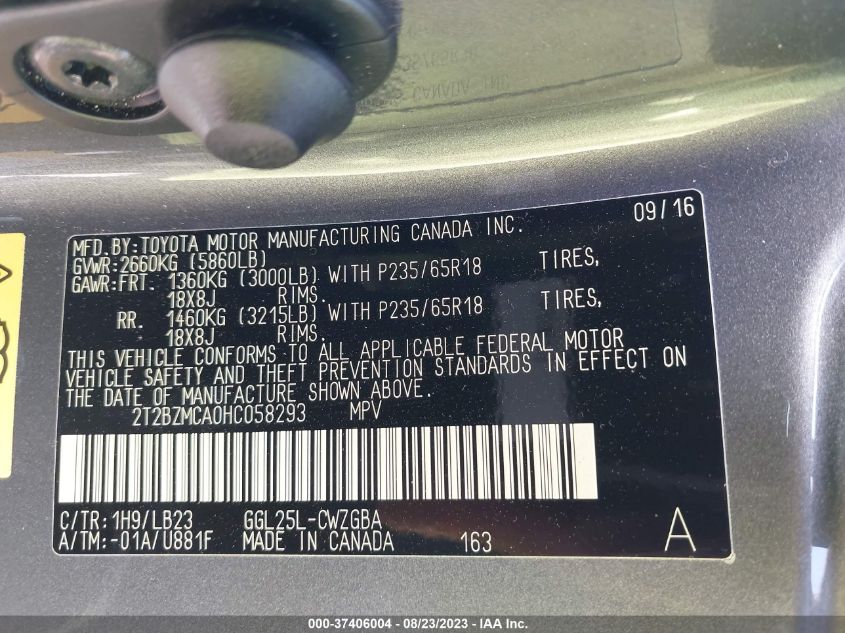 09/16
MFD.BY:TOYOTA MOTOR MANUFACTURING CANADA INC.
GVWR:2660KG (5860LB)
GAWR:FRT. 1360KG (3000LB) WITH P235/65R18 TIRES,
18X8J RIMS.
RR. 1460KG (3215LB) WITH P235/65R18 TIRES,
18X8J RIMS.
THIS VEHICLE CONFORMS TO ALL APPLICABLE FEDERAL MOTOR
VEHICLE SAFETY AND THEFT PREVENTION STANDARDS IN EFFECT ON
THE DATE OF MANUFACTURE SHOWN ABOVE.
2T2BZMCA0HC058293 MPV
C/TR: 1H9/LB23 GGL25L-CWZGBA
A/TM:-01A/U881F MADE IN CANADA 163 A
000-37406004 - 08/23/2023 - IAAI Inc.